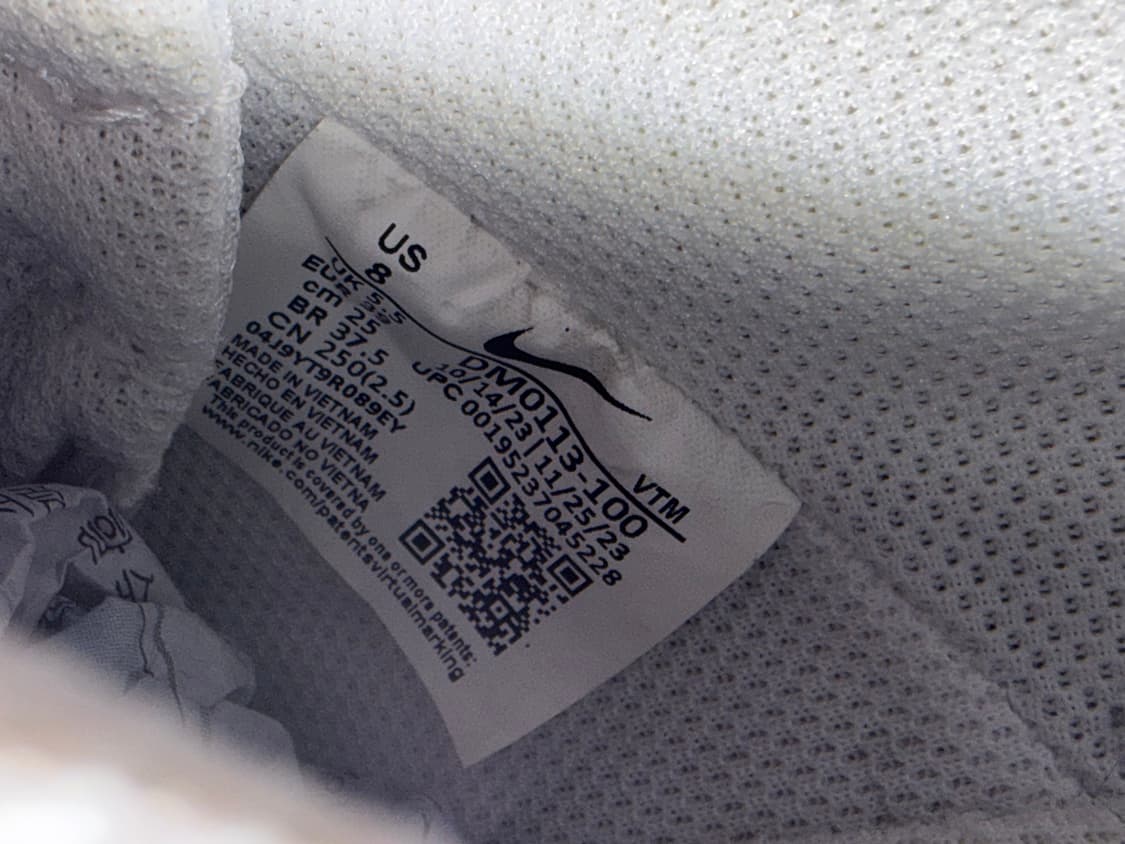 US
8
UK 5.5
EUR 39
cm 25
BR 37.5
CN 250(2.5)
04J9YT9R089EY
MADE IN VIETNAM
HECHO EN VIETNAM
FABRIQUE AU VIETNAM
FABRICADO NO VIETNA
This product is covered by one or more patents:
www.nike.com/patentsvirtualmarking
VTM
DM0113-100
10/14/23 | 11/25/23
UPC 00195237045228